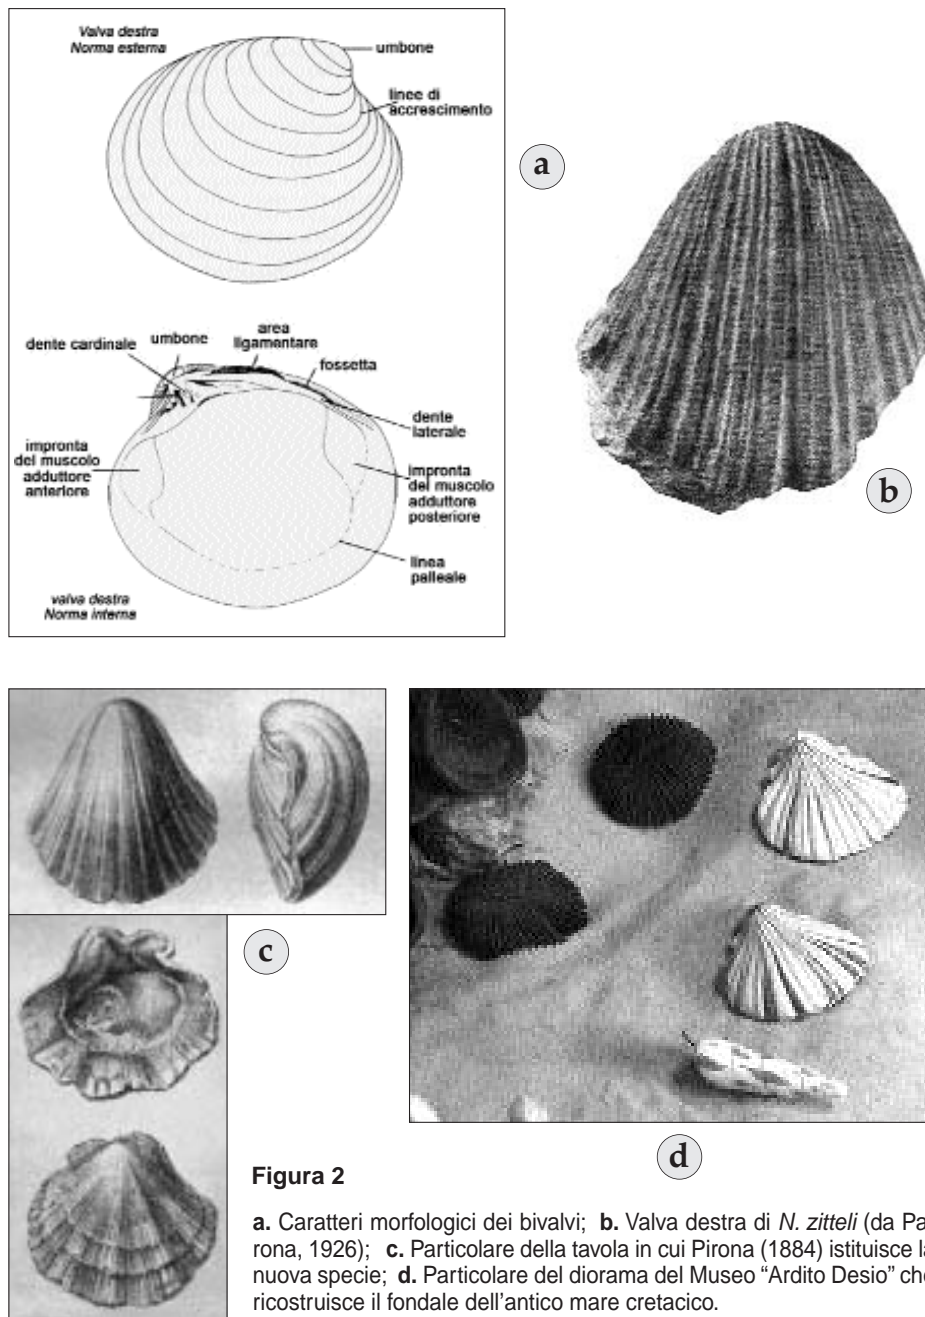 Valva destra
Norma esterna
umbone
linee di
accrescimento
a
dente cardinale
umbone
area
ligamentare
fossetta
dente
laterale
impronta
del muscolo
adduttore
anteriore
impronta
del muscolo
adduttore
posteriore
linea
palleale
valva destra
Norma interna
b
c
d
Figura 2
a. Caratteri morfologici dei bivalvi; b. Valva destra di N. zitteli (da Pa-
rona, 1926); c. Particolare della tavola in cui Pirona (1884) istituisce la
nuova specie; d. Particolare del diorama del Museo “Ardito Desio” che
ricostruisce il fondale dell’antico mare cretacico.